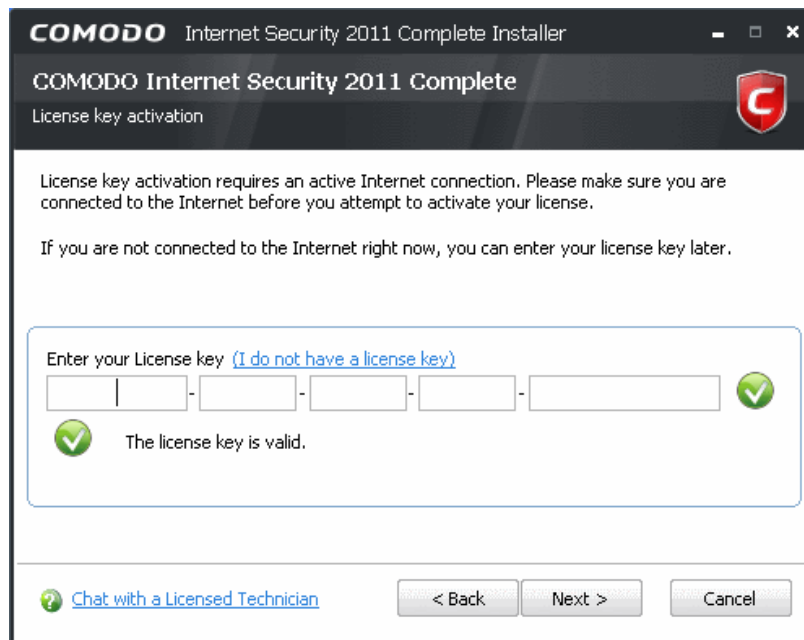 COMODO Internet Security 2011 Complete Installer
COMODO Internet Security 2011 Complete
License key activation
C
License key activation requires an active Internet connection. Please make sure you are
connected to the Internet before you attempt to activate your license.
If you are not connected to the Internet right now, you can enter your license key later.
Enter your License key (I do not have a license key)
- - - -
The license key is valid.
? Chat with a Licensed Technician
< Back Next > Cancel